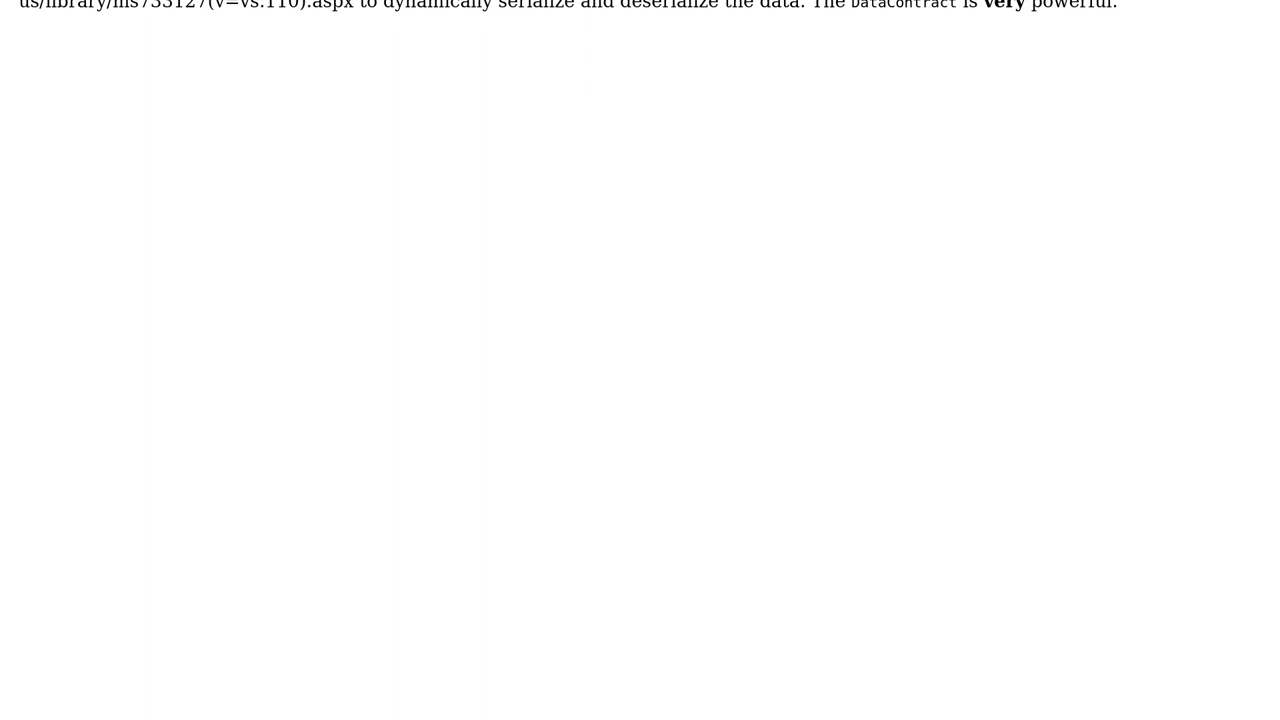 us/library/ms733127(v=vs.110).aspx to dynamically serialize and deserialize the data. The DataContract is very powerful.